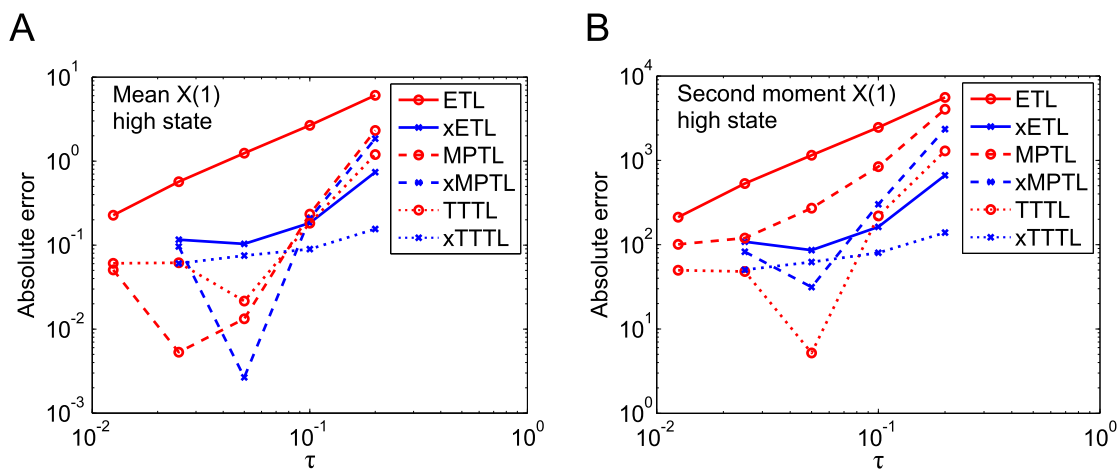 A
B
Mean X(1)
high state
ETL
xETL
MPTL
xMPTL
TTTL
xTTTL
Absolute error
10^1
10^0
10^-1
10^-2
10^-3
10^-2
10^-1
10^0
τ
Second moment X(1)
high state
ETL
xETL
MPTL
xMPTL
TTTL
xTTTL
Absolute error
10^4
10^3
10^2
10^1
10^0
10^-2
10^-1
10^0
τ